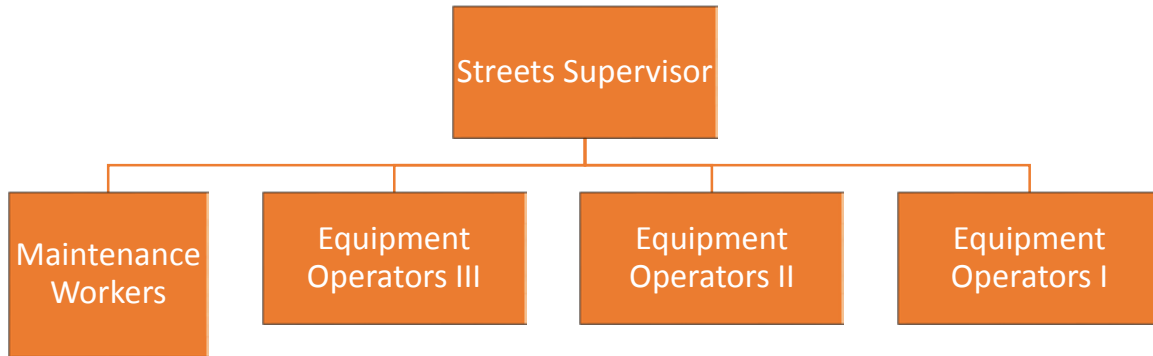 Streets Supervisor
Maintenance
Workers
Equipment
Operators III
Equipment
Operators II
Equipment
Operators I